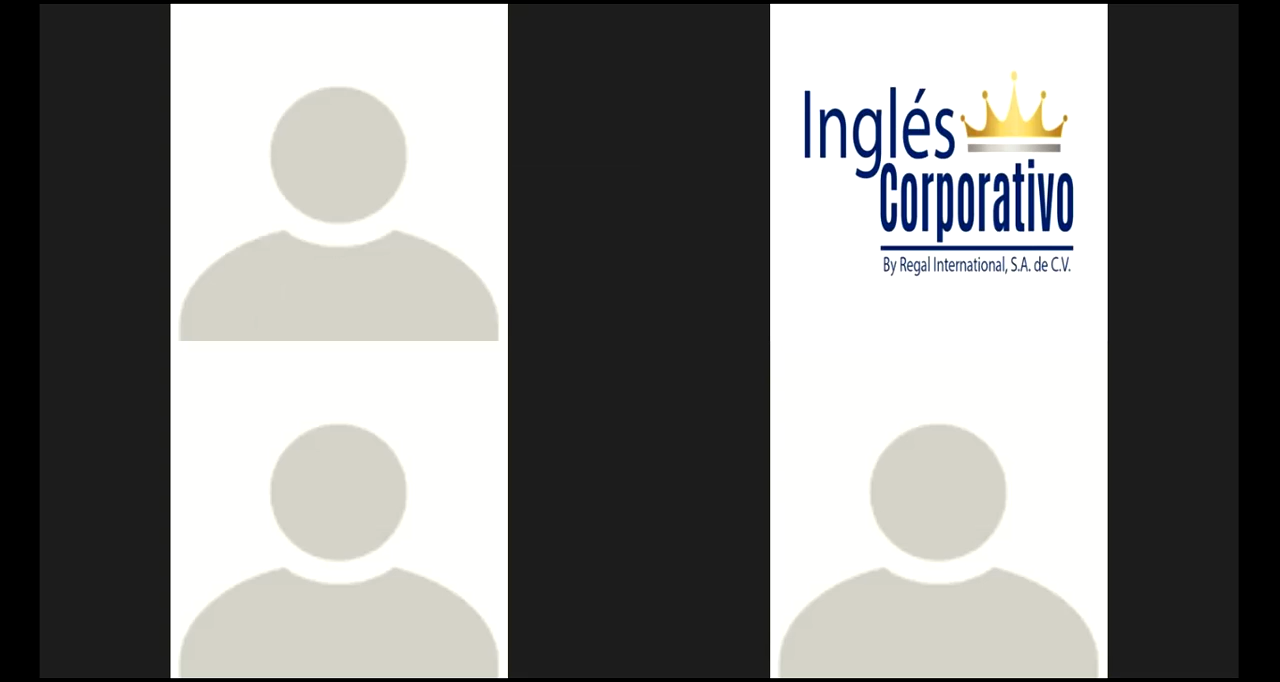 Inglés
Corporativo
By Regal International, S.A. de C.V.